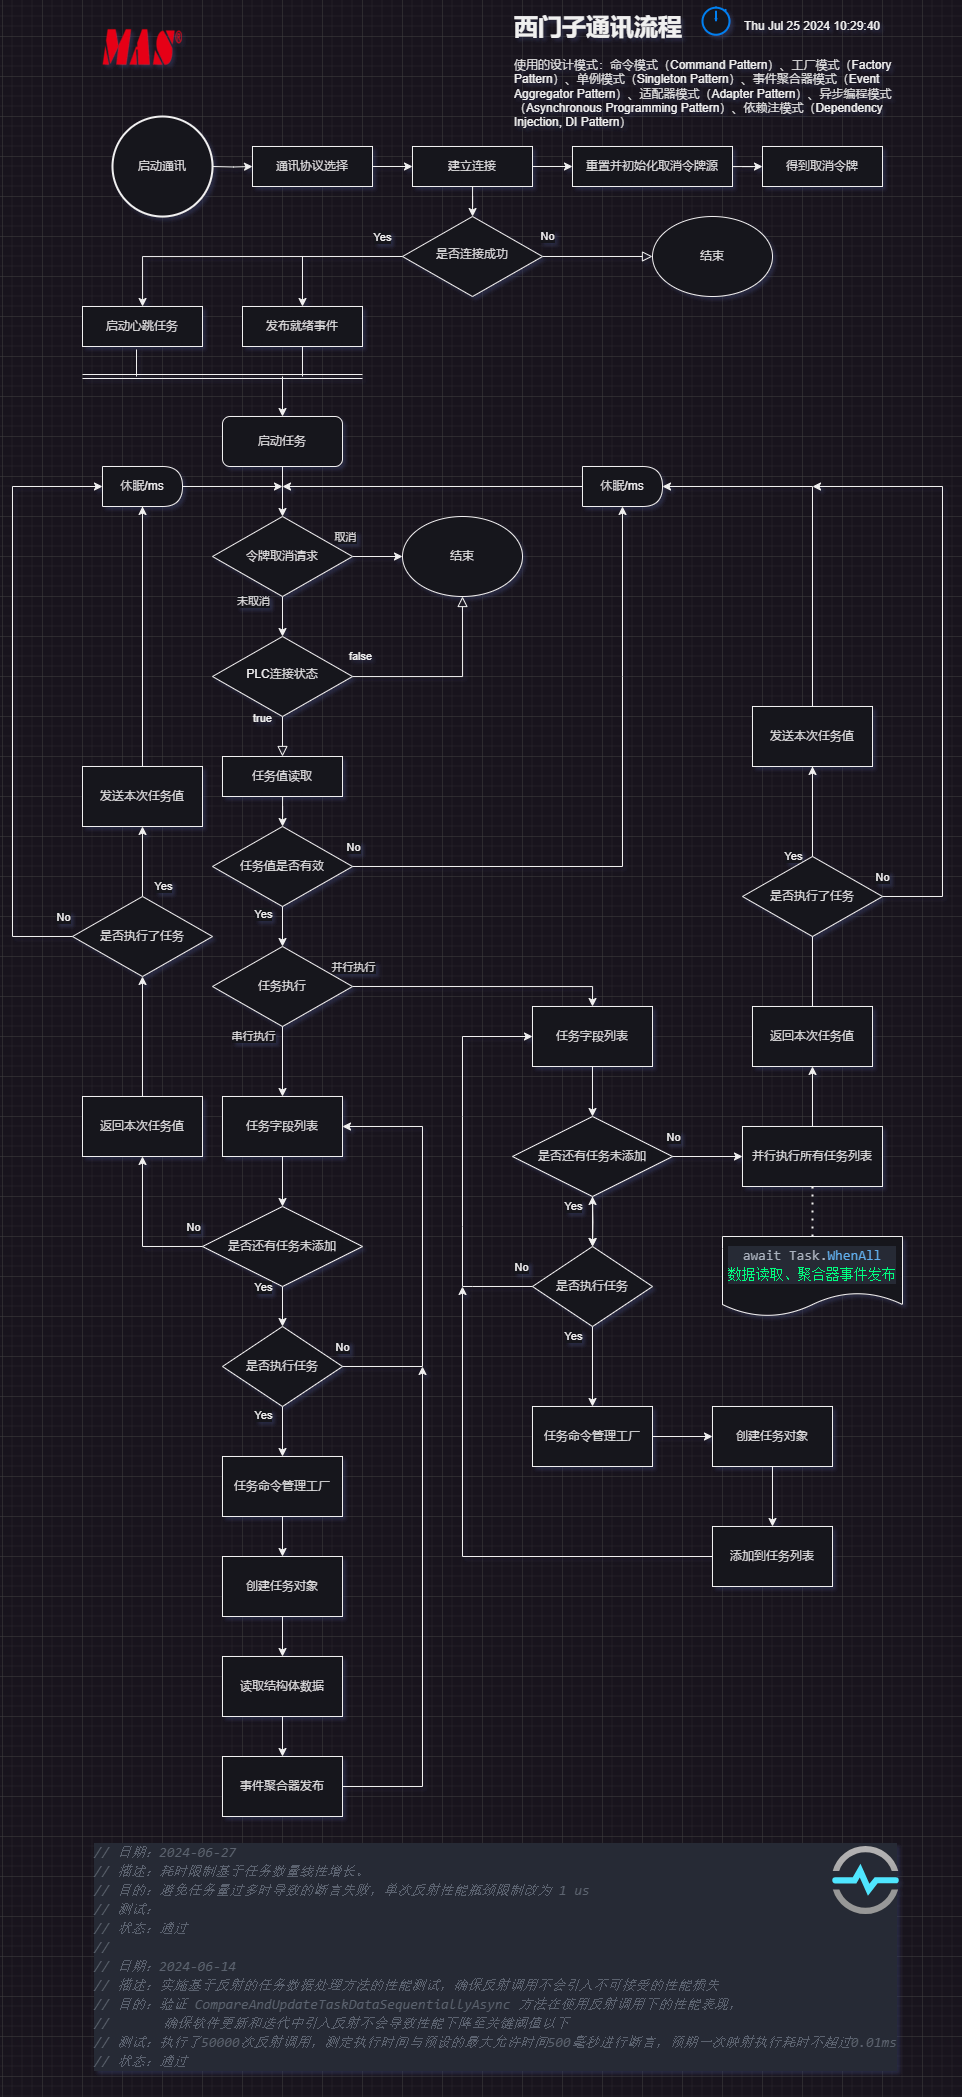 MAS®
西门子通讯流程
Thu Jul 25 2024 10:29:40
使用的设计模式：命令模式（Command Pattern）、工厂模式（Factory
Pattern）、单例模式（Singleton Pattern）、事件聚合器模式（Event
Aggregator Pattern）、适配器模式（Adapter Pattern）、异步编程模式
（Asynchronous Programming Pattern）、依赖注模式（Dependency
Injection, DI Pattern）
启动通讯
通讯协议选择
建立连接
重置并初始化取消令牌源
得到取消令牌
Yes
是否连接成功
No
结束
启动心跳任务
发布就绪事件
启动任务
休眠/ms
休眠/ms
令牌取消请求
取消
结束
未取消
PLC连接状态
false
true
任务值读取
发送本次任务值
发送本次任务值
任务值是否有效
No
Yes
Yes
Yes
No
是否执行了任务
No
是否执行了任务
任务执行
并行执行
串行执行
任务字段列表
返回本次任务值
返回本次任务值
任务字段列表
是否还有任务未添加
No
并行执行所有任务列表
Yes
No
是否还有任务未添加
Yes
await Task.WhenAll
数据读取、聚合器事件发布
No
是否执行任务
Yes
是否执行任务
No
Yes
任务命令管理工厂
创建任务对象
任务命令管理工厂
添加到任务列表
创建任务对象
读取结构体数据
事件聚合器发布
// 日期：2024-06-27
// 描述：耗时限制基于任务数量线性增长。
// 目的：避免任务量过多时导致的断言失败，单次反射性能瓶颈限制改为 1 us
// 测试：
// 状态：通过
//
// 日期：2024-06-14
// 描述：实施基于反射的任务数据处理方法的性能测试，确保反射调用不会引入不可接受的性能损失
// 目的：验证 CompareAndUpdateTaskDataSequentiallyAsync 方法在使用反射调用下的性能表现，
// 确保软件更新和迭代中引入反射不会导致性能下降至关键阈值以下
// 测试：执行了50000次反射调用，测定执行时间与预设的最大允许时间500毫秒进行断言，预期一次映射执行耗时不超过0.01ms
// 状态：通过